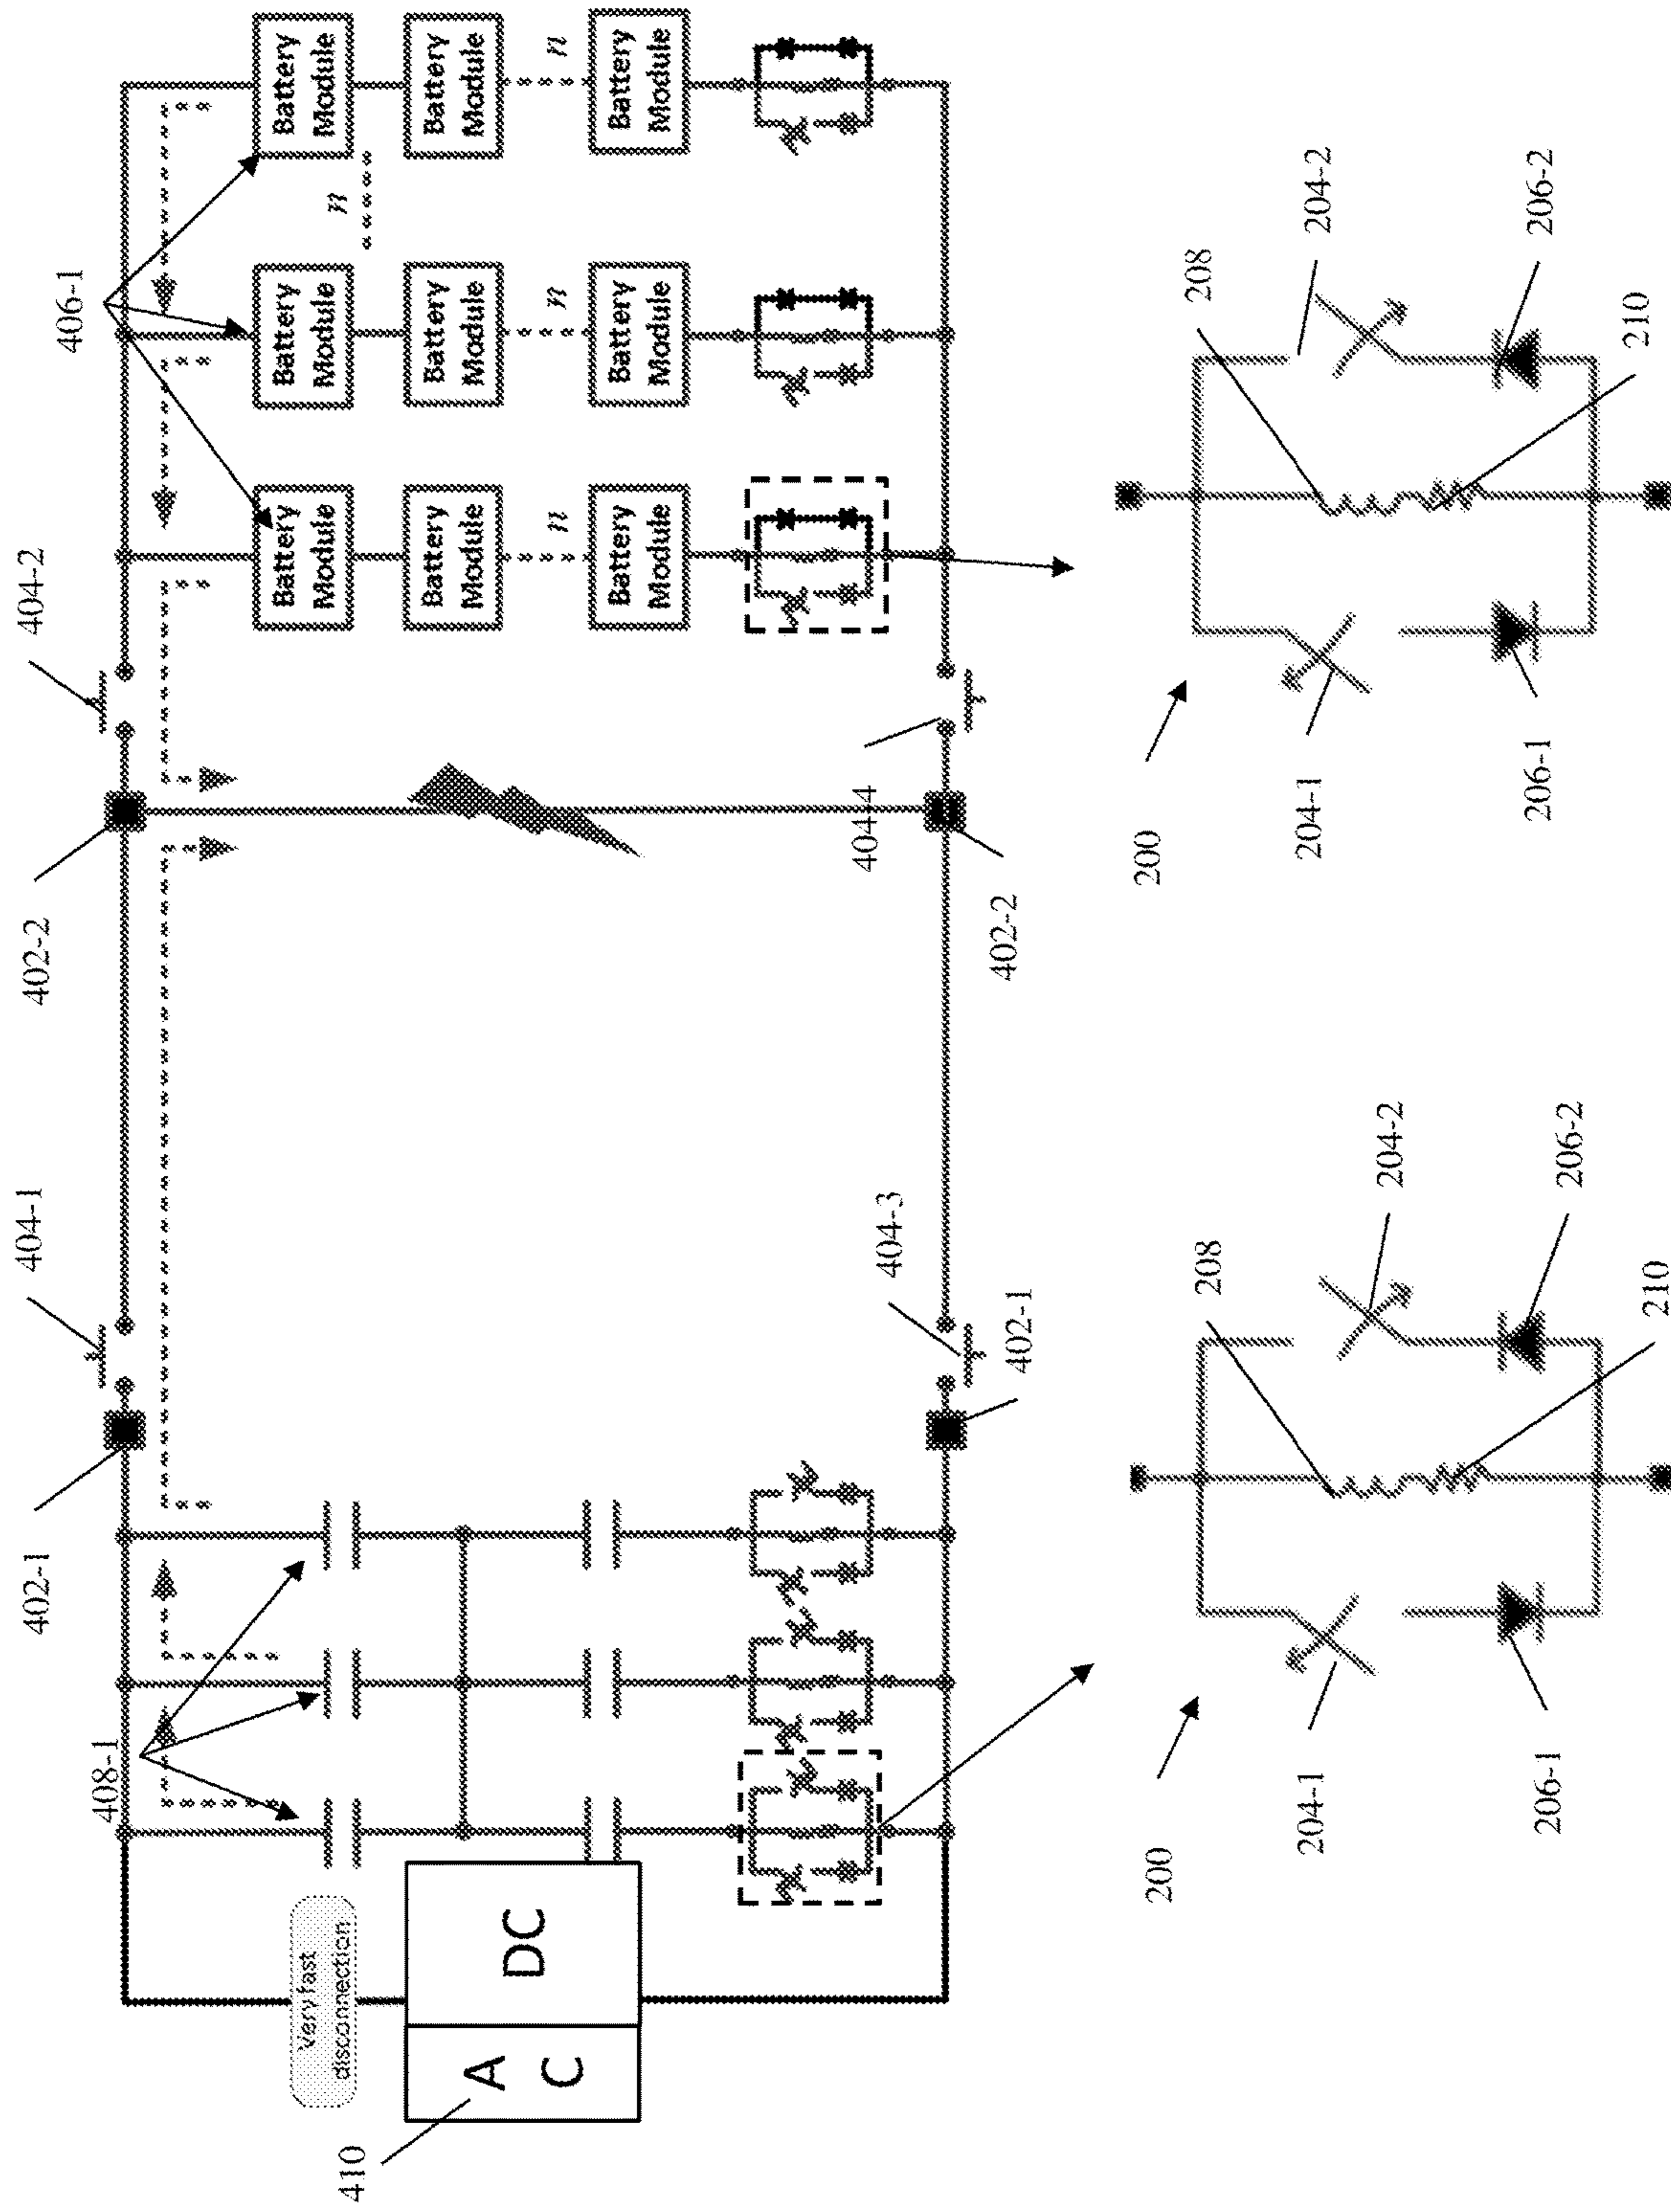 402-1
404-1
402-2
404-2
406-1
408-1
Very fast
disconnection
Battery
Module
Battery
Module
n
Battery
Module
410
A
C
DC
Battery
Module
Battery
Module
Battery
Module
n
n
n
Battery
Module
Battery
Module
Battery
Module
404-3
404-4
402-1
402-2
200
208
204-1
204-2
206-1
206-2
210
200
208
204-1
204-2
206-1
206-2
210